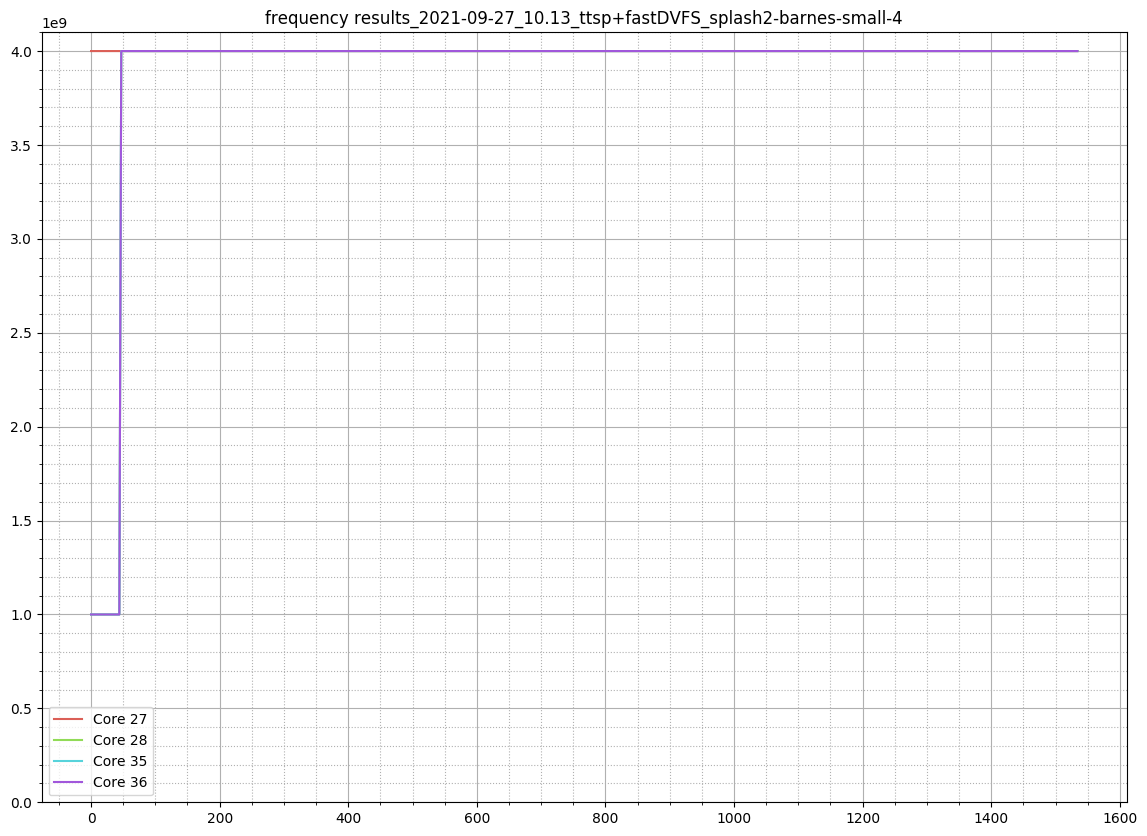 frequency results_2021-09-27_10.13_ttsp+fastDVFS_splash2-barnes-small-4
1e9
4.0
3.5
3.0
2.5
2.0
1.5
1.0
0.5
0.0
Core 27
Core 28
Core 35
Core 36
0 200 400 600 800 1000 1200 1400 1600